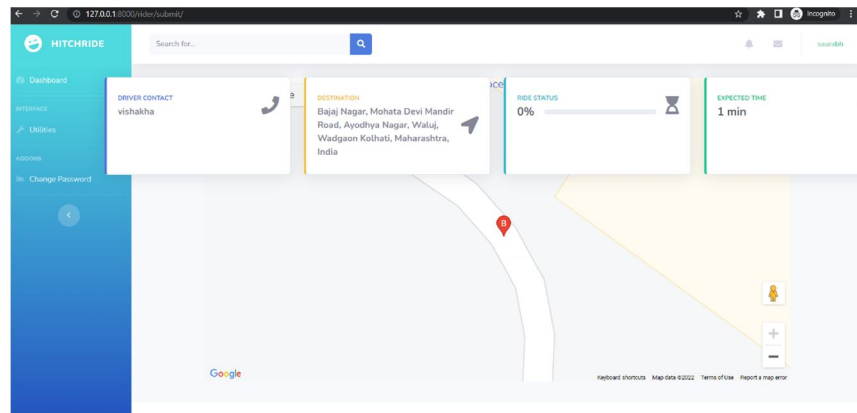 127.0.0.1:8000/rider/submit/
Incognito
HITCHRIDE
Search for...
saurabh
Dashboard
INTERFACE
Utilities
ADDONS
Change Password
DRIVER CONTACT
vishakha
e
DESTINATION
Bajaj Nagar, Mohata Devi Mandir
Road, Ayodhya Nagar, Waluj,
Wadgaon Kolhati, Maharashtra,
India
ce
RIDE STATUS
0%
EXPECTED TIME
1 min
B
Google
Keyboard shortcuts
Map data ©2022
Terms of Use
Report a map error